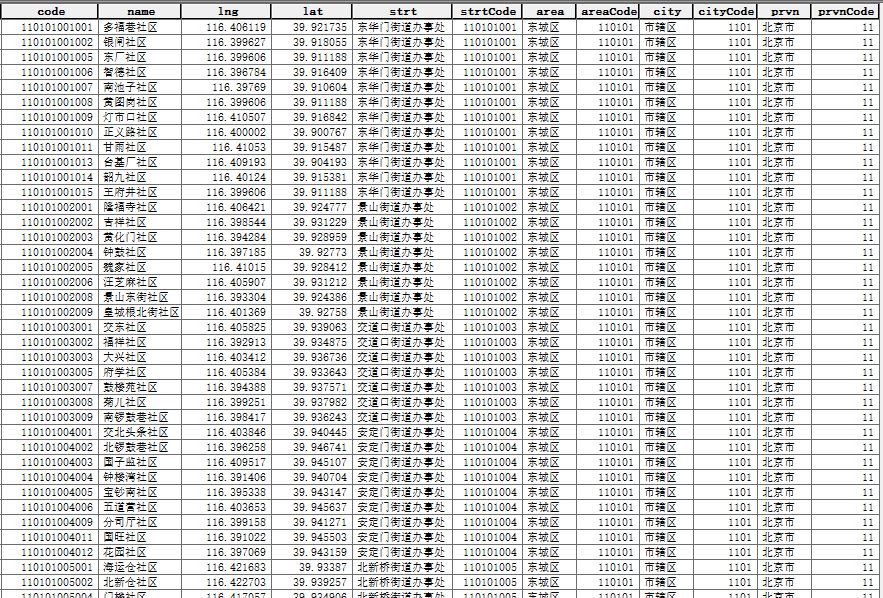 code name lng lat strt strtCode area areaCode city cityCode prvn prvnCode
110101001001 多福巷社区 116.406119 39.921735 东华门街道办事处 110101001 东城区 110101 市辖区 1101 北京市 11
110101001002 银闸社区 116.399627 39.918055 东华门街道办事处 110101001 东城区 110101 市辖区 1101 北京市 11
110101001005 东厂社区 116.399606 39.911188 东华门街道办事处 110101001 东城区 110101 市辖区 1101 北京市 11
110101001006 智德社区 116.396784 39.916409 东华门街道办事处 110101001 东城区 110101 市辖区 1101 北京市 11
110101001007 南池子社区 116.39769 39.910604 东华门街道办事处 110101001 东城区 110101 市辖区 1101 北京市 11
110101001008 黄图岗社区 116.399606 39.911188 东华门街道办事处 110101001 东城区 110101 市辖区 1101 北京市 11
110101001009 灯市口社区 116.410507 39.916842 东华门街道办事处 110101001 东城区 110101 市辖区 1101 北京市 11
110101001010 正义路社区 116.400002 39.900767 东华门街道办事处 110101001 东城区 110101 市辖区 1101 北京市 11
110101001011 甘雨社区 116.41053 39.915487 东华门街道办事处 110101001 东城区 110101 市辖区 1101 北京市 11
110101001013 台基厂社区 116.409193 39.904193 东华门街道办事处 110101001 东城区 110101 市辖区 1101 北京市 11
110101001014 韶九社区 116.40124 39.915381 东华门街道办事处 110101001 东城区 110101 市辖区 1101 北京市 11
110101001015 王府井社区 116.399606 39.911188 东华门街道办事处 110101001 东城区 110101 市辖区 1101 北京市 11
110101002001 隆福寺社区 116.406421 39.924777 景山街道办事处 110101002 东城区 110101 市辖区 1101 北京市 11
110101002002 吉祥社区 116.398544 39.931229 景山街道办事处 110101002 东城区 110101 市辖区 1101 北京市 11
110101002003 黄化门社区 116.394284 39.928959 景山街道办事处 110101002 东城区 110101 市辖区 1101 北京市 11
110101002004 钟鼓社区 116.397185 39.92773 景山街道办事处 110101002 东城区 110101 市辖区 1101 北京市 11
110101002005 魏家社区 116.41015 39.928412 景山街道办事处 110101002 东城区 110101 市辖区 1101 北京市 11
110101002006 汪芝麻社区 116.405907 39.931212 景山街道办事处 110101002 东城区 110101 市辖区 1101 北京市 11
110101002008 景山东街社区 116.393304 39.924386 景山街道办事处 110101002 东城区 110101 市辖区 1101 北京市 11
110101002009 皇城根北街社区 116.401369 39.92758 景山街道办事处 110101002 东城区 110101 市辖区 1101 北京市 11
110101003001 交东社区 116.405825 39.939063 交道口街道办事处 110101003 东城区 110101 市辖区 1101 北京市 11
110101003002 福祥社区 116.392913 39.934875 交道口街道办事处 110101003 东城区 110101 市辖区 1101 北京市 11
110101003003 大兴社区 116.403412 39.936736 交道口街道办事处 110101003 东城区 110101 市辖区 1101 北京市 11
110101003005 府学社区 116.405384 39.933643 交道口街道办事处 110101003 东城区 110101 市辖区 1101 北京市 11
110101003007 鼓楼苑社区 116.394388 39.937571 交道口街道办事处 110101003 东城区 110101 市辖区 1101 北京市 11
110101003008 菊儿社区 116.399251 39.937982 交道口街道办事处 110101003 东城区 110101 市辖区 1101 北京市 11
110101003009 南锣鼓巷社区 116.398417 39.936243 交道口街道办事处 110101003 东城区 110101 市辖区 1101 北京市 11
110101004001 交北头条社区 116.403846 39.940445 安定门街道办事处 110101004 东城区 110101 市辖区 1101 北京市 11
110101004002 北锣鼓巷社区 116.396258 39.946741 安定门街道办事处 110101004 东城区 110101 市辖区 1101 北京市 11
110101004003 国子监社区 116.409517 39.945107 安定门街道办事处 110101004 东城区 110101 市辖区 1101 北京市 11
110101004004 钟楼湾社区 116.391406 39.940704 安定门街道办事处 110101004 东城区 110101 市辖区 1101 北京市 11
110101004005 宝钞南社区 116.395338 39.943147 安定门街道办事处 110101004 东城区 110101 市辖区 1101 北京市 11
110101004006 五道营社区 116.403653 39.945637 安定门街道办事处 110101004 东城区 110101 市辖区 1101 北京市 11
110101004009 分司厅社区 116.399158 39.941271 安定门街道办事处 110101004 东城区 110101 市辖区 1101 北京市 11
110101004011 国旺社区 116.391022 39.945503 安定门街道办事处 110101004 东城区 110101 市辖区 1101 北京市 11
110101004012 花园社区 116.397069 39.943159 安定门街道办事处 110101004 东城区 110101 市辖区 1101 北京市 11
110101005001 海运仓社区 116.421683 39.93387 北新桥街道办事处 110101005 东城区 110101 市辖区 1101 北京市 11
110101005002 北新仓社区 116.422703 39.939257 北新桥街道办事处 110101005 东城区 110101 市辖区 1101 北京市 11
110101005004 门楼社区 116.417057 39.934906 北新桥街道办事处 110101005 东城区 110101 市辖区 1101 北京市 11